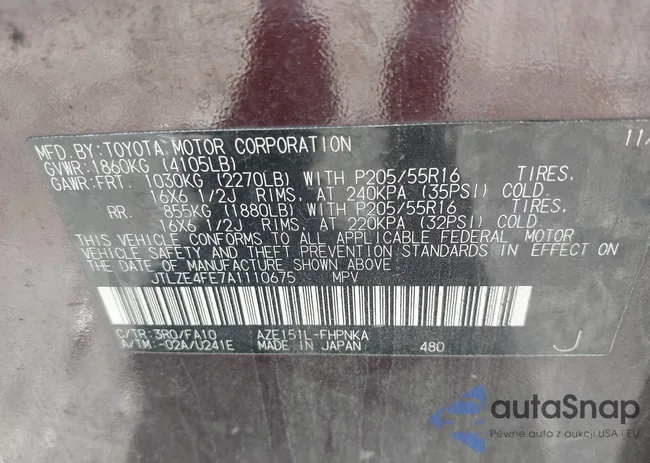 MFD.BY:TOYOTA MOTOR CORPORATION 11/
GVWR:1860KG (4105LB)
GAWR:FRT. 1030KG (2270LB) WITH P205/55R16 TIRES,
16X6 1/2J RIMS, AT 240KPA (35PSI) COLD.
RR. 855KG (1880LB) WITH P205/55R16 TIRES,
16X6 1/2J RIMS, AT 220KPA (32PSI) COLD.
THIS VEHICLE CONFORMS TO ALL APPLICABLE FEDERAL MOTOR
VEHICLE SAFETY AND THEFT PREVENTION STANDARDS IN EFFECT ON
THE DATE OF MANUFACTURE SHOWN ABOVE.
JTLZE4FE7A1110675 MPV
C/TR:3R0/FA10 AZE151L-FHPNKA
A/TM:-02A/U241E MADE IN JAPAN 480 J
autaSnap
Pewne auta z aukcji USA i EU